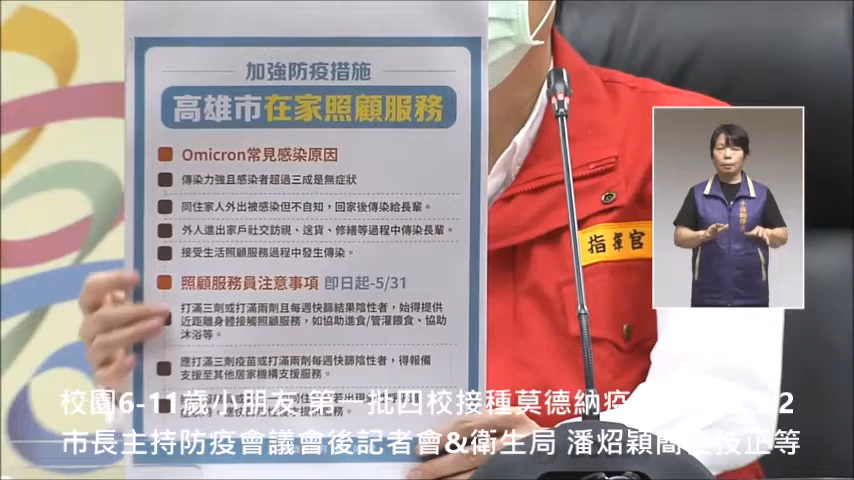 加強防疫措施
高雄市在家照顧服務
Omicron常見感染原因
傳染力強且感染者超過三成是無症狀
同住家人外出被感染但不自知，回家後傳染給長輩。
外人進出家戶社交訪視、送貨、修繕等過程中傳染長輩。
接受生活照顧服務過程中發生傳染。
照顧服務員注意事項 即日起-5/31
打滿三劑或打滿兩劑且每週快篩結果陰性者，始得提供
近距離身體接觸照顧服務，如協助進食/管灌餵食、協助
沐浴等。
應打滿三劑疫苗或打滿兩劑每週快篩陰性者，得報備
支援至其他居家機構支援服務。
指揮官
校園6-11歲小朋友 第一批四校接種莫德納疫
2
市長主持防疫會議會後記者會&衛生局 潘炤穎簡任技正等